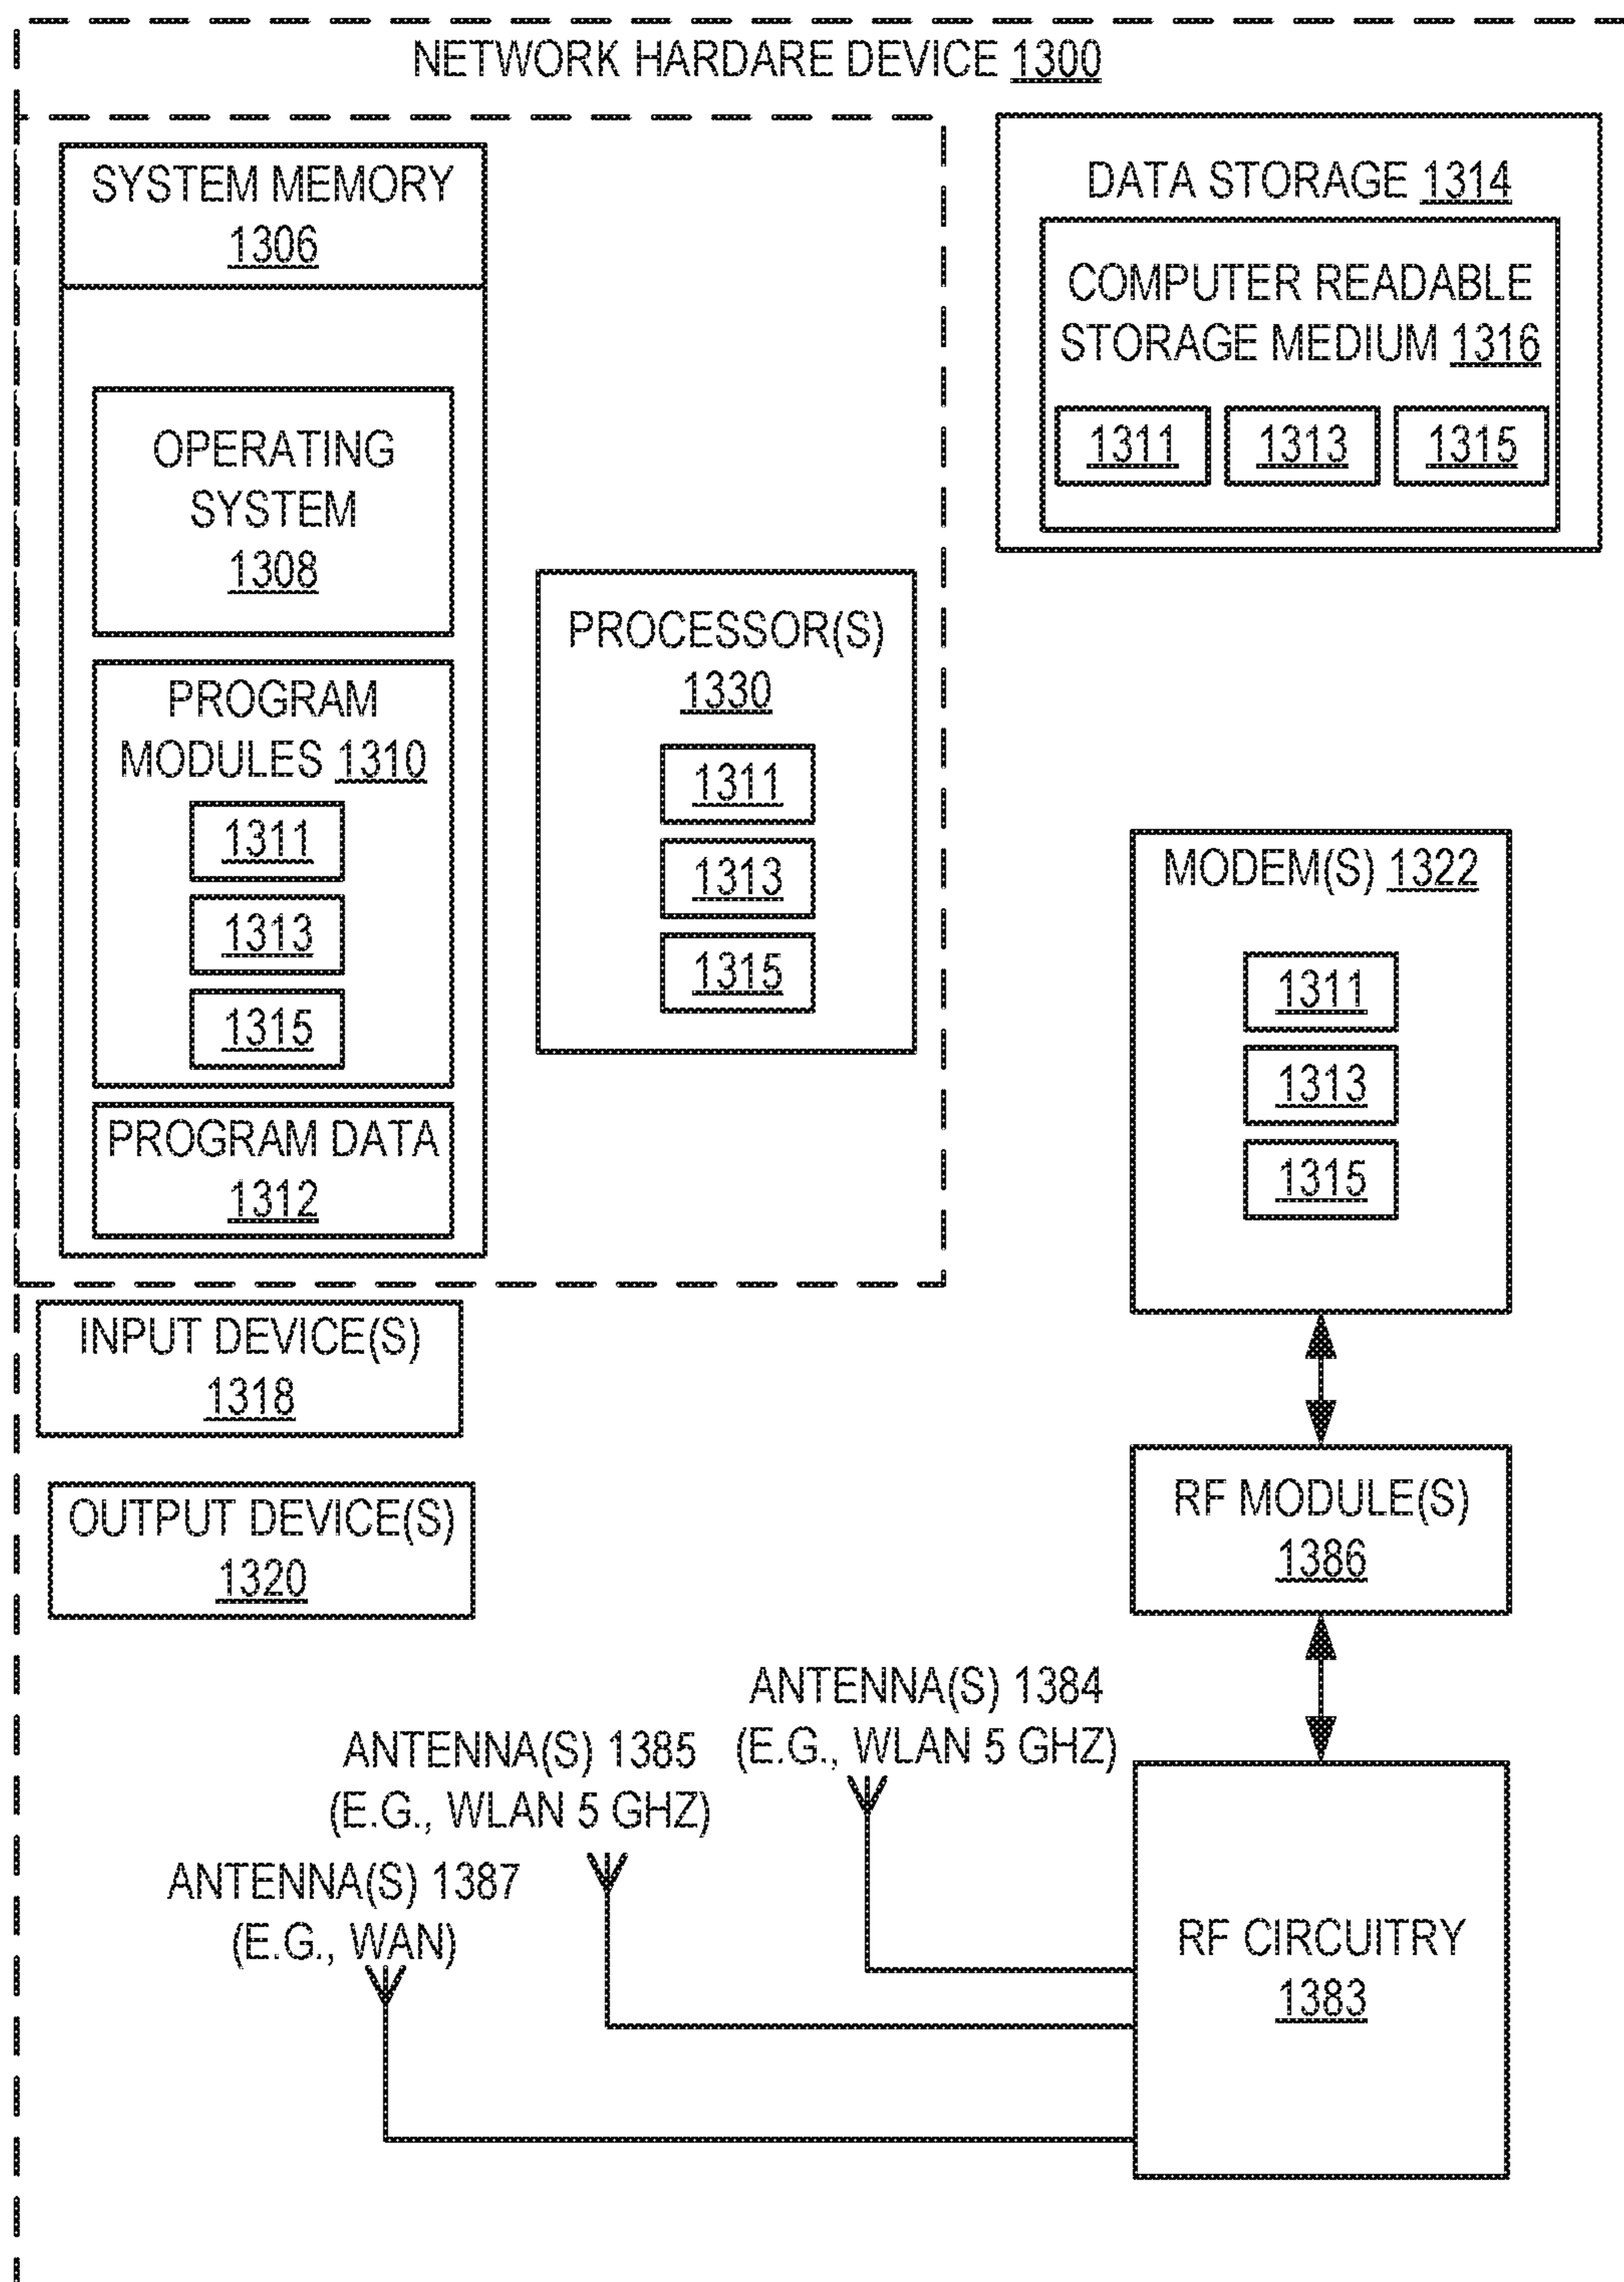 NETWORK HARDARE DEVICE 1300
SYSTEM MEMORY
1306
OPERATING
SYSTEM
1308
PROGRAM
MODULES 1310
1311
1313
1315
PROGRAM DATA
1312
PROCESSOR(S)
1330
1311
1313
1315
DATA STORAGE 1314
COMPUTER READABLE
STORAGE MEDIUM 1316
1311 1313 1315
MODEM(S) 1322
1311
1313
1315
INPUT DEVICE(S)
1318
OUTPUT DEVICE(S)
1320
RF MODULE(S)
1386
ANTENNA(S) 1384
(E.G., WLAN 5 GHZ)
ANTENNA(S) 1385
(E.G., WLAN 5 GHZ)
ANTENNA(S) 1387
(E.G., WAN)
RF CIRCUITRY
1383